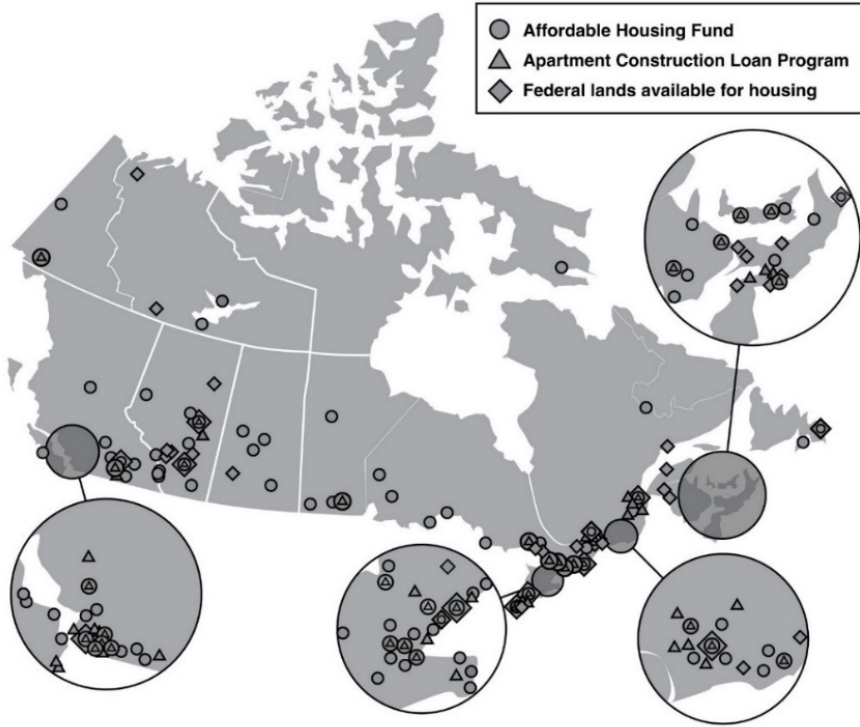 Affordable Housing Fund
Apartment Construction Loan Program
Federal lands available for housing